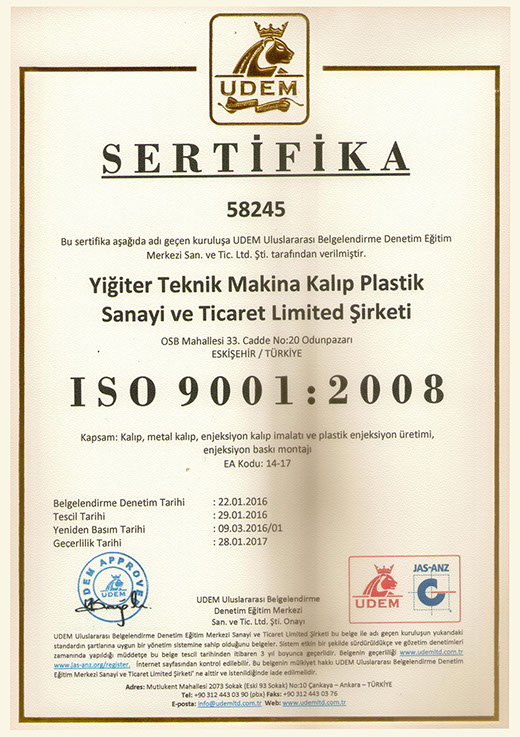 UDEM
SERTİFİKA
58245
Bu sertifika aşağıda adı geçen kuruluşa UDEM Uluslararası Belgelendirme Denetim Eğitim
Merkezi San. ve Tic. Ltd. Şti. tarafından verilmiştir.
Yiğiter Teknik Makina Kalıp Plastik
Sanayi ve Ticaret Limited Şirketi
OSB Mahallesi 33. Cadde No:20 Odunpazarı
ESKİŞEHİR / TÜRKİYE
ISO 9001:2008
Kapsam: Kalıp, metal kalıp, enjeksiyon kalıp imalatı ve plastik enjeksiyon üretimi,
enjeksiyon baskı montajı
EA Kodu: 14-17
Belgelendirme Denetim Tarihi : 22.01.2016
Tescil Tarihi : 29.01.2016
Yeniden Basım Tarihi : 09.03.2016/01
Geçerlilik Tarihi : 28.01.2017
UDEM APPROVE
UDEM
UDEM Uluslararası Belgelendirme
Denetim Eğitim Merkezi
San. ve Tic. Ltd. Şti. Onayı
UDEM
JAS-ANZ
UDEM Uluslararası Belgelendirme Denetim Eğitim Merkezi Sanayi ve Ticaret Limited Şirketi bu belge ile adı geçen kuruluşun yukarıdaki
standardın şartlarına uygun bir yönetim sistemine sahip olduğunu belgeler. Sistem etkin bir şekilde sürdürüldükçe ve gözetim denetimleri
zamanında yapıldığı müddetçe bu belge tescil tarihinden itibaren 3 yıl boyunca geçerlidir. Belgenin geçerliliği www.udemltd.com.tr
www.jas-anz.org/register. İnternet sayfasından kontrol edilebilir. Bu belgenin mülkiyet hakkı UDEM Uluslararası Belgelendirme Denetim
Eğitim Merkezi Sanayi ve Ticaret Limited Şirketi' ne aittir ve istenildiğinde iade edilmelidir.
Adres: Mutlukent Mahallesi 2073 Sokak (Eski 93 Sokak) No:10 Çankaya – Ankara – TÜRKİYE
Tel: +90 312 443 03 90 (pbx) Faks: +90 312 443 03 76
E-posta: info@udemltd.com.tr Web: www.udemltd.com.tr